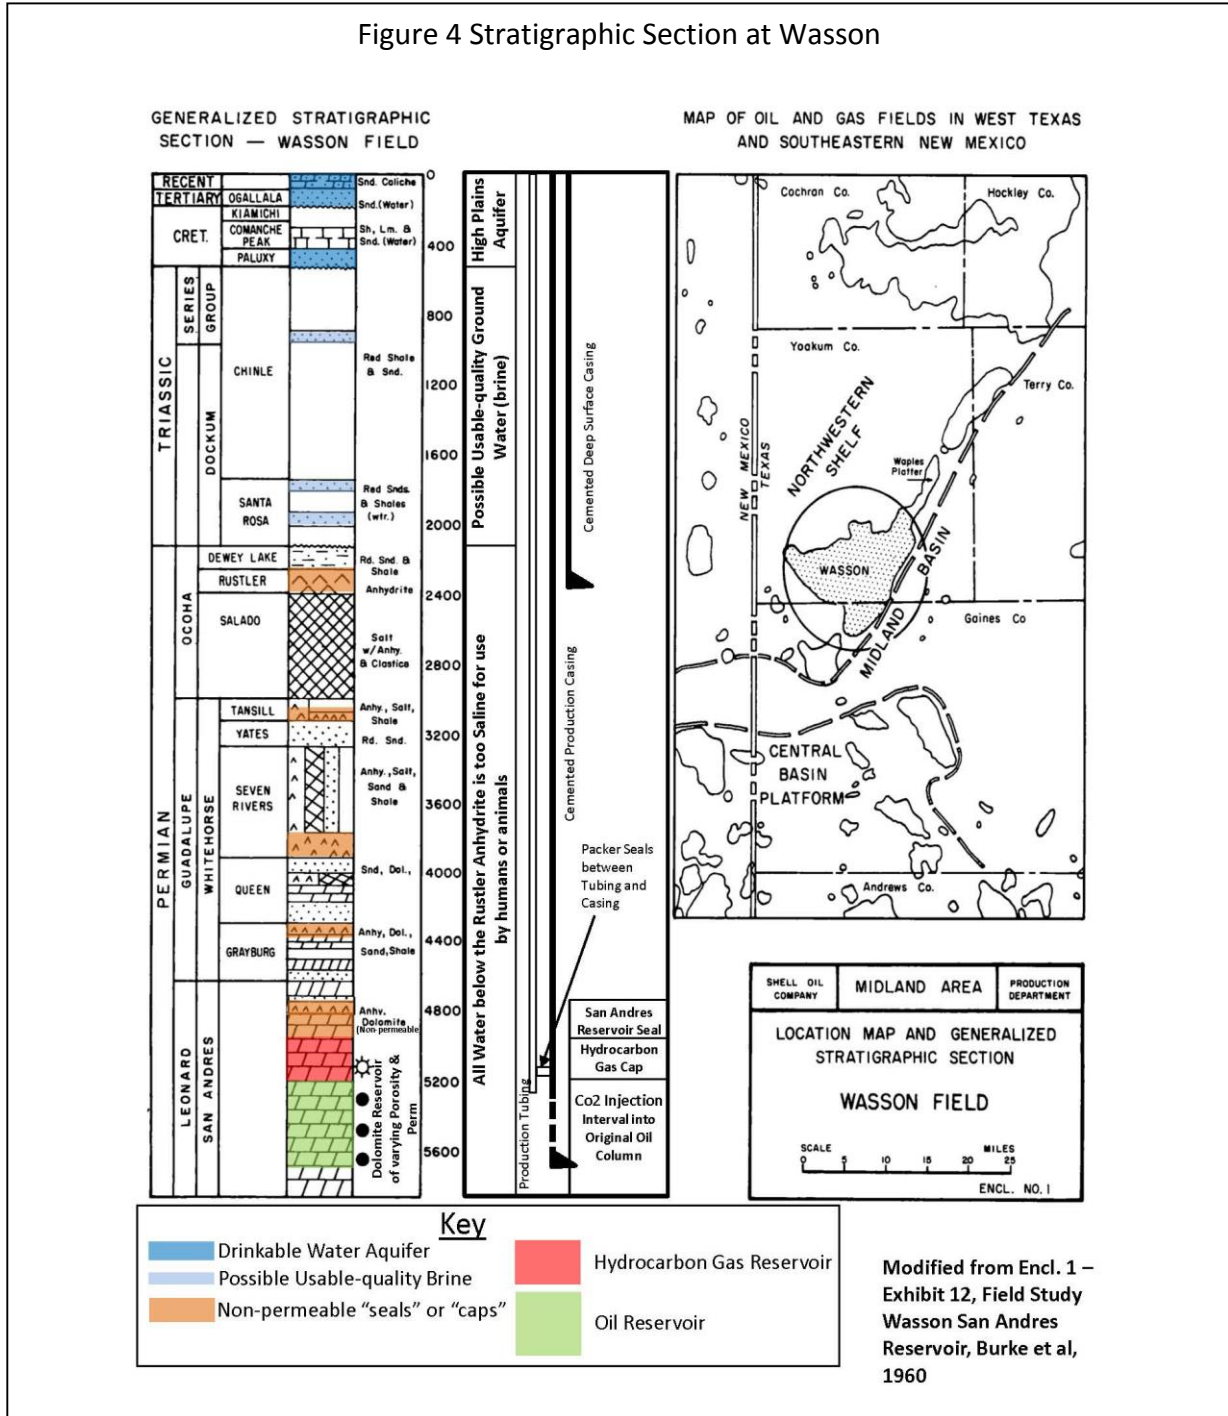 Figure 4 Stratigraphic Section at Wasson
GENERALIZED STRATIGRAPHIC
SECTION — WASSON FIELD
RECENT
TERTIARY
OGALLALA
KIAMICHI
CRET.
COMANCHE
PEAK
PALUXY
TRIASSIC
SERIES
GROUP
DOCKUM
CHINLE
SANTA
ROSA
PERMIAN
OCOHA
DEWEY LAKE
RUSTLER
SALADO
GUADALUPE
WHITEHORSE
TANSILL
YATES
SEVEN
RIVERS
QUEEN
GRAYBURG
LEONARD
SAN ANDRES
Snd. Caliche
Snd. (Water)
Sh, Lm. &
Snd. (Water)
Red Shale
& Snd.
Red Snds.
& Shales
(wtr.)
Rd. Snd. &
Shale
Anhydrite
Salt
w/Anhy.
& Clastics
Anhy., Salt,
Shale
Rd. Snd.
Anhy., Salt,
Sand &
Shale
Snd, Dol.,
Anhy, Dol.,
Sand, Shale
Anhy.
Dolomite
(Non-permeable
Dolomite Reservoir
of varying Porosity &
Perm
0
400
800
1200
1600
2000
2400
2800
3200
3600
4000
4400
4800
5200
5600
High Plains
Aquifer
Possible Usable-quality Ground
Water (brine)
All Water below the Rustler Anhydrite is too Saline for use
by humans or animals
Production Tubing
Cemented Deep Surface Casing
Cemented Production Casing
Packer Seals
between
Tubing and
Casing
San Andres
Reservoir Seal
Hydrocarbon
Gas Cap
Co2 Injection
Interval into
Original Oil
Column
MAP OF OIL AND GAS FIELDS IN WEST TEXAS
AND SOUTHEASTERN NEW MEXICO
Cochran Co.
Hockley Co.
Yoakum Co.
Terry Co.
NORTHWESTERN
SHELF
Waples
Platter
NEW MEXICO
TEXAS
WASSON
MIDLAND BASIN
Gaines Co
CENTRAL
BASIN
PLATFORM
Andrews Co.
SHELL OIL
COMPANY
MIDLAND AREA
PRODUCTION
DEPARTMENT
LOCATION MAP AND GENERALIZED
STRATIGRAPHIC SECTION
WASSON FIELD
SCALE MILES
0 5 10 15 20 25
ENCL. NO. 1
Key
Drinkable Water Aquifer
Possible Usable-quality Brine
Non-permeable “seals” or “caps”
Hydrocarbon Gas Reservoir
Oil Reservoir
Modified from Encl. 1 –
Exhibit 12, Field Study
Wasson San Andres
Reservoir, Burke et al,
1960